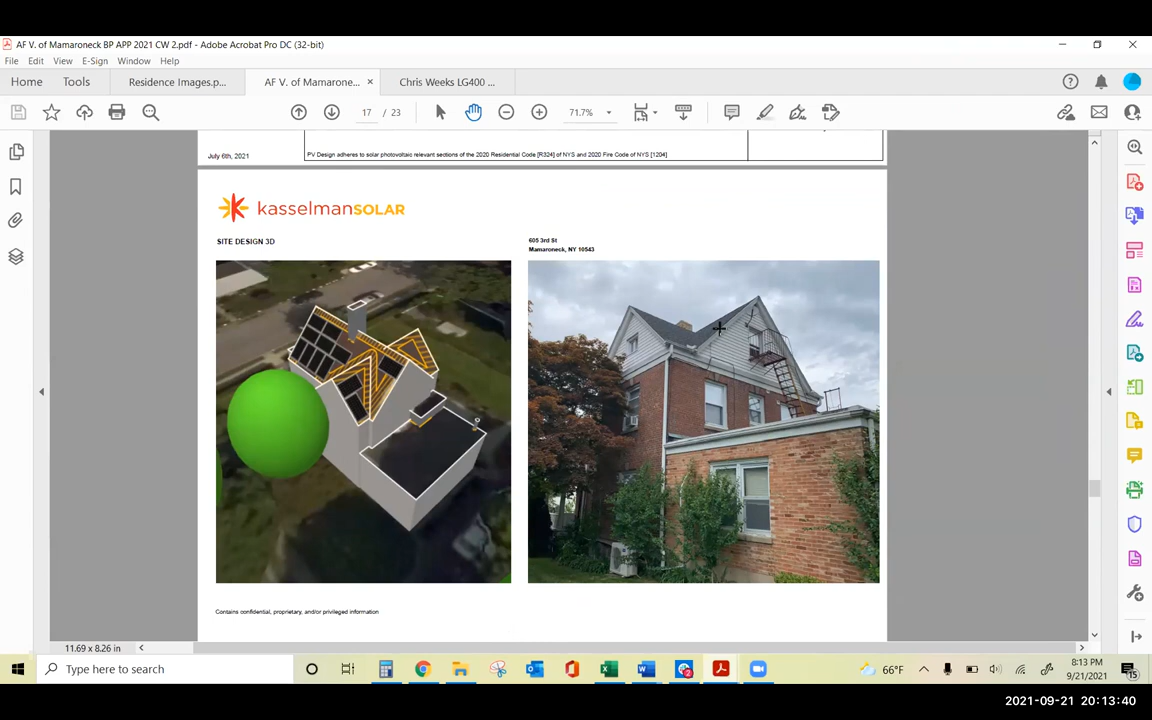 AF V. of Mamaroneck BP APP 2021 CW 2.pdf - Adobe Acrobat Pro DC (32-bit)
File Edit View E-Sign Window Help
Home Tools Residence Images.p... AF V. of Mamarone... × Chris Weeks LG400 ...
17 / 23 71.7%
July 6th, 2021
PV Design adheres to solar photovoltaic relevant sections of the 2020 Residential Code [R324] of NYS and 2020 Fire Code of NYS [1204]
kasselmanSOLAR
SITE DESIGN 3D
605 3rd St
Mamaroneck, NY 10543
Contains confidential, proprietary, and/or privileged information
11.69 x 8.26 in
Type here to search
66°F
8:13 PM
9/21/2021
15
2021-09-21 20:13:40